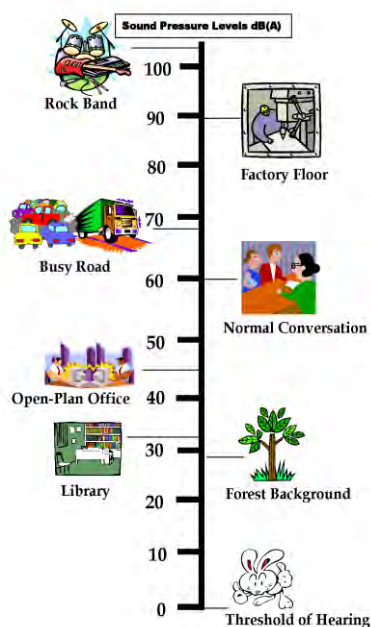 Sound Pressure Levels dB(A)
100
Rock Band
90
Factory Floor
80
70
Busy Road
60
Normal Conversation
50
Open-Plan Office
40
30
Library
Forest Background
20
10
0
Threshold of Hearing